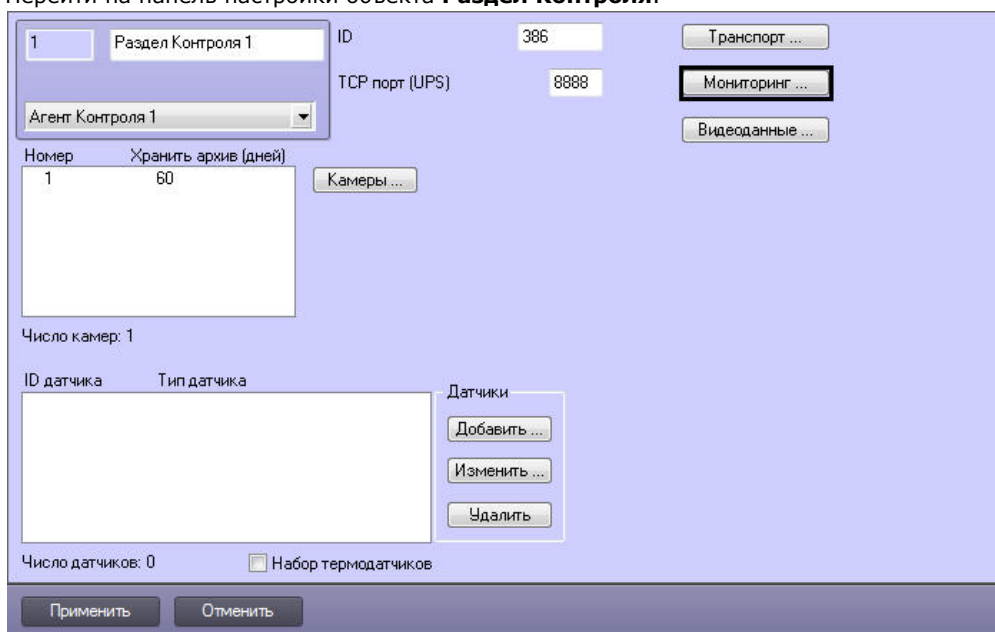 Перейти на панель настройки объекта Раздел Контроля.
1 Раздел Контроля 1
Агент Контроля 1
ID 386
TCP порт (UPS) 8888
Транспорт ...
Мониторинг ...
Видеоданные ...
Номер Хранить архив (дней)
1 60
Камеры ...
Число камер: 1
ID датчика Тип датчика
Датчики
Добавить ...
Изменить ...
Удалить
Число датчиков: 0 Набор термодатчиков
Применить Отменить